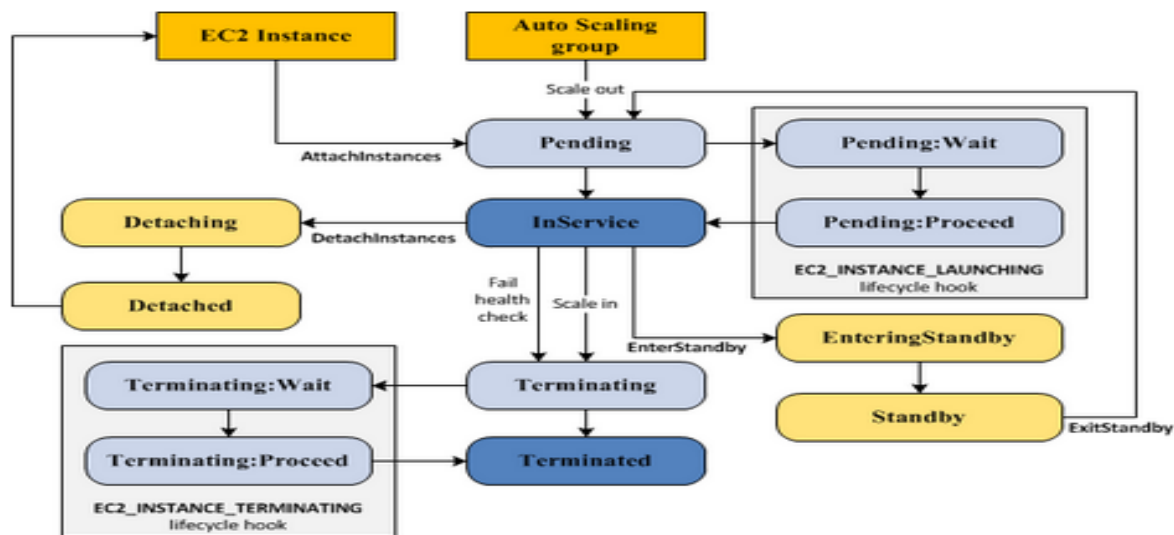 EC2 Instance
Auto Scaling
group
Scale out
Pending
Pending:Wait
AttachInstances
Detaching
DetachInstances
InService
Pending:Proceed
EC2_INSTANCE_LAUNCHING
lifecycle hook
Detached
Fail
health
check
Scale in
EnterStandby
EnteringStandby
Terminating:Wait
Terminating
Standby
ExitStandby
Terminating:Proceed
Terminated
EC2_INSTANCE_TERMINATING
lifecycle hook